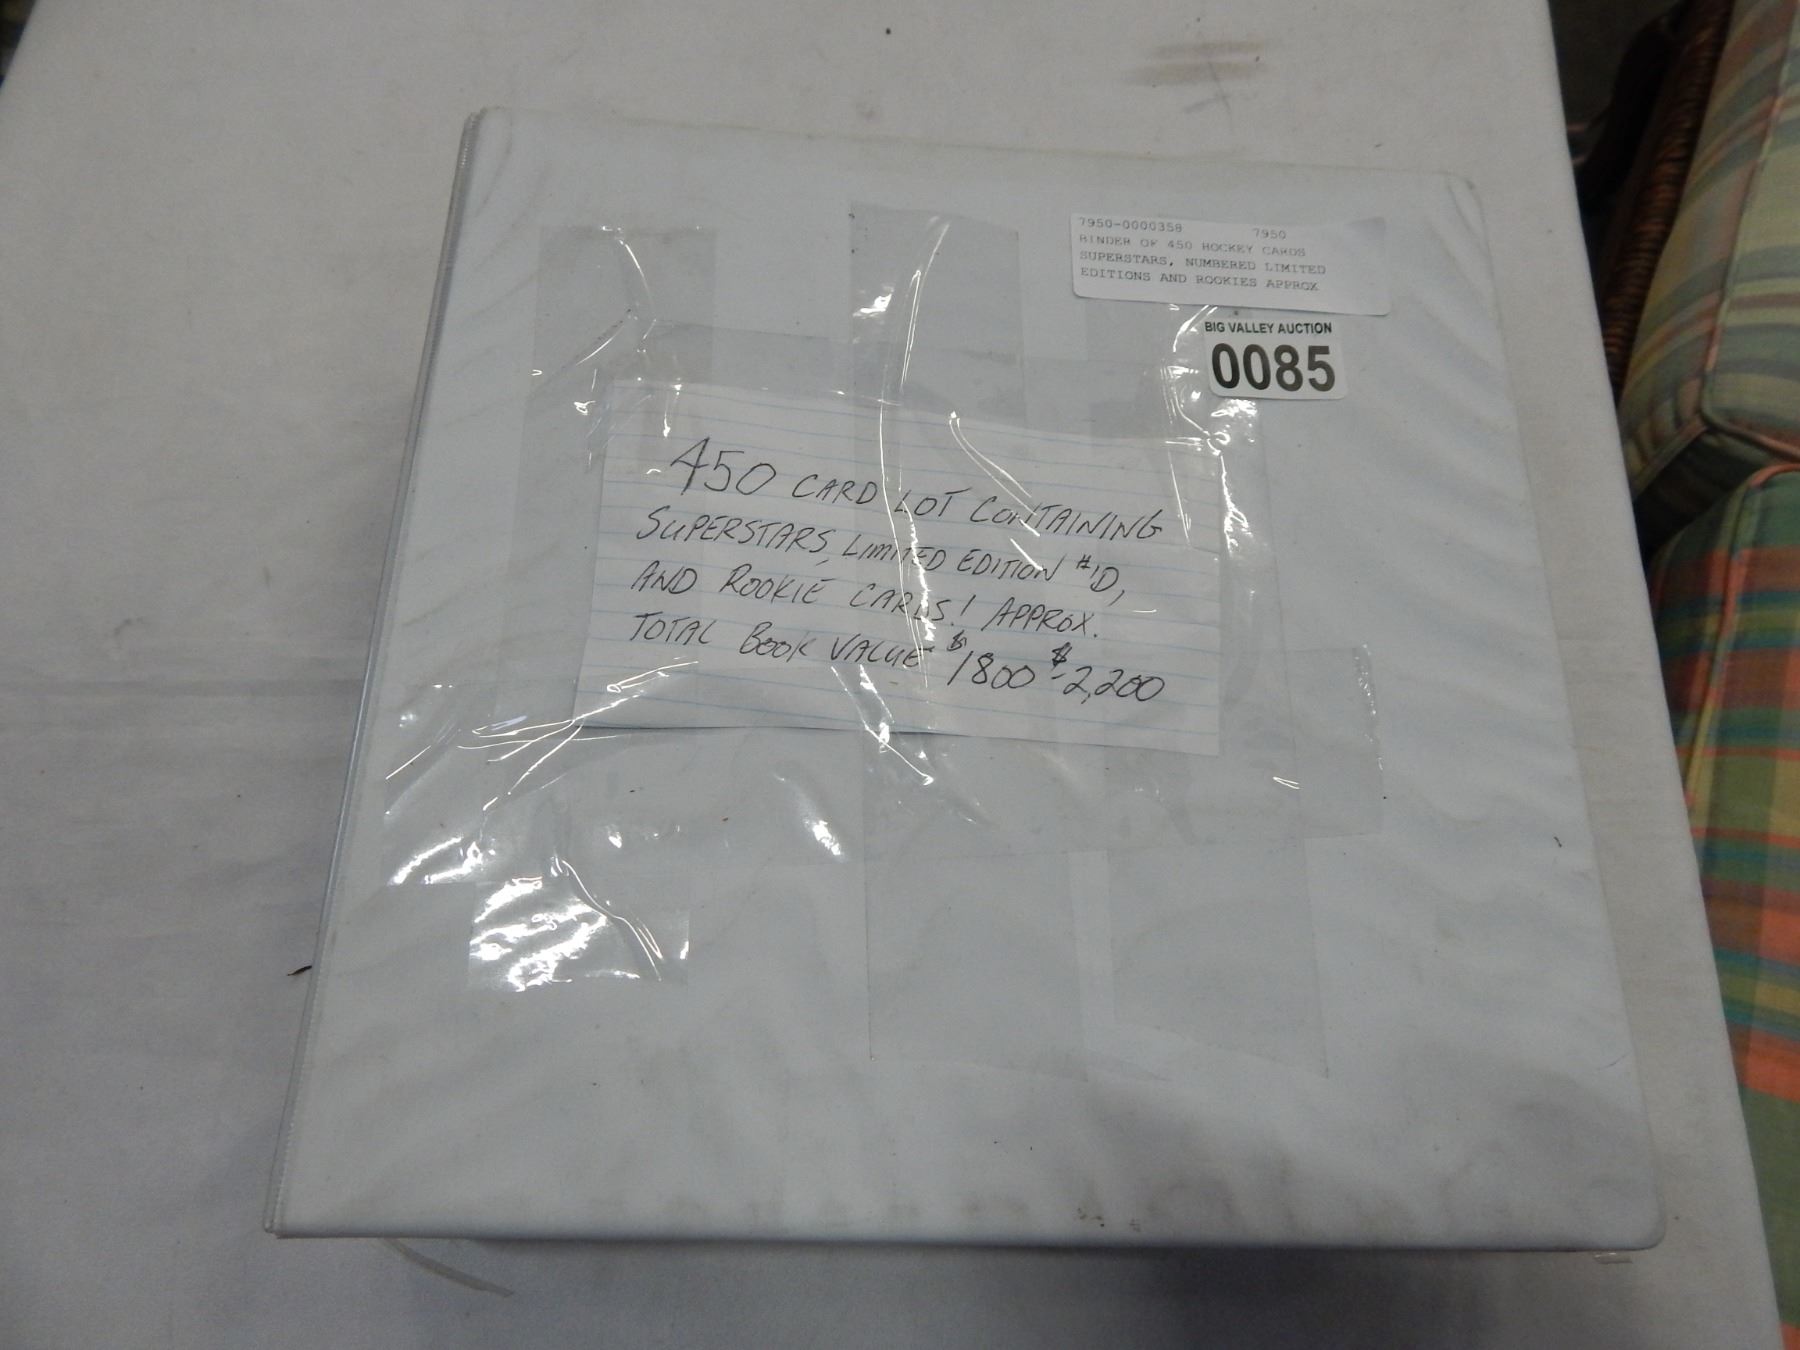 7950-0000358 7950
BINDER OF 450 HOCKEY CARDS
SUPERSTARS, NUMBERED LIMITED
EDITIONS AND ROOKIES APPROX
BIG VALLEY AUCTION
0085
450 CARD LOT CONTAINING
SUPERSTARS, LIMITED EDITION #'D,
AND ROOKIE CARDS! APPROX.
TOTAL BOOK VALUE $1800-$2,200